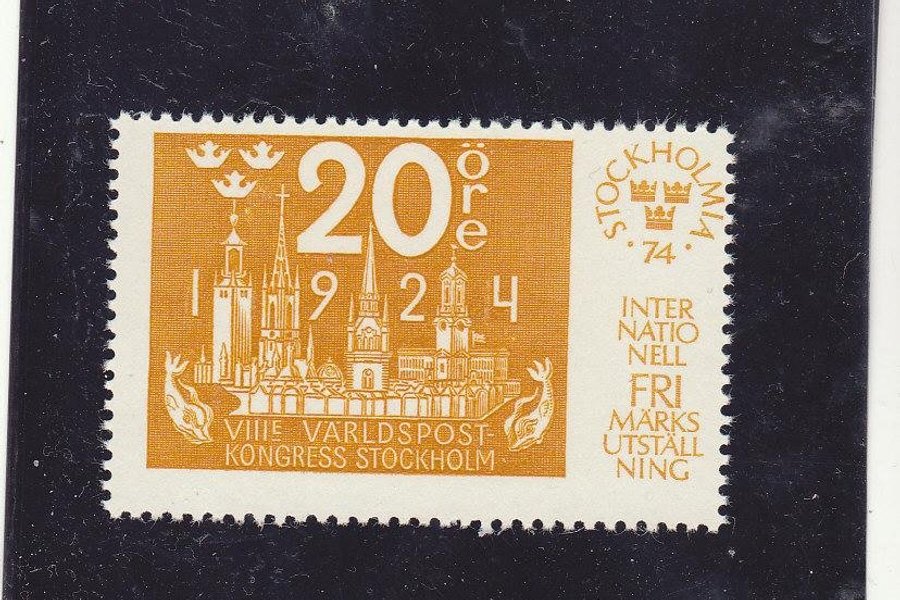 20 öre
1924
VIIIE VÄRLDSPOST-
KONGRESS STOCKHOLM
STOCKHOLMIA
74
INTER
NATIO
NELL
FRI
MÄRKS
UTSTÄLL
NING